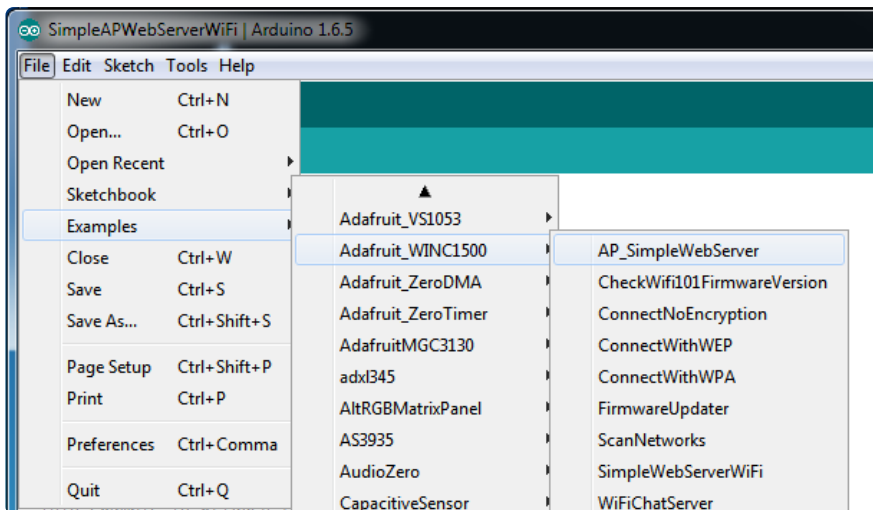 SimpleAPWebServerWiFi | Arduino 1.6.5
File Edit Sketch Tools Help
New Ctrl+N
Open... Ctrl+O
Open Recent
Sketchbook
Examples
Close Ctrl+W
Save Ctrl+S
Save As... Ctrl+Shift+S
Page Setup Ctrl+Shift+P
Print Ctrl+P
Preferences Ctrl+Comma
Quit Ctrl+Q
Adafruit_VS1053
Adafruit_WINC1500
Adafruit_ZeroDMA
Adafruit_ZeroTimer
AdafruitMGC3130
adxl345
AltRGBMatrixPanel
AS3935
AudioZero
CapacitiveSensor
AP_SimpleWebServer
CheckWifi101FirmwareVersion
ConnectNoEncryption
ConnectWithWEP
ConnectWithWPA
FirmwareUpdater
ScanNetworks
SimpleWebServerWiFi
WiFiChatServer